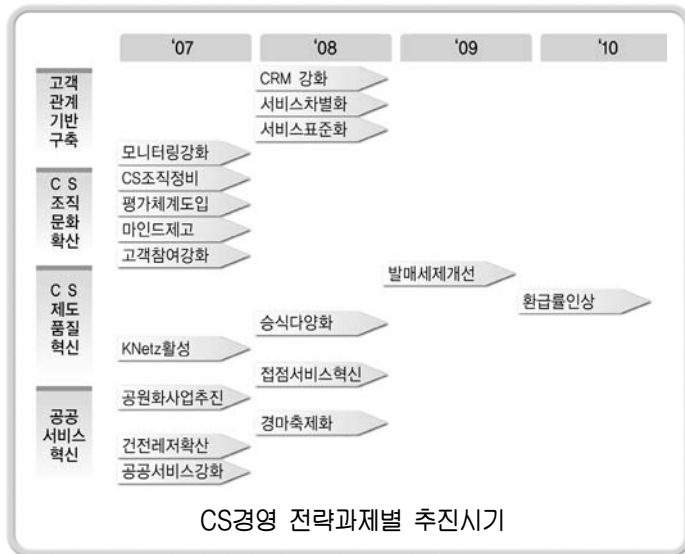 ‘07 ‘08 ‘09 ‘10
고객
관계
기반
구축
CRM 강화
서비스차별화
서비스표준화
모니터링강화
C S
조직
문화
확산
CS조직정비
평가체계도입
마인드제고
고객참여강화
C S
제도
품질
혁신
발매세제개선
환급률인상
승식다양화
KNetz활성
접점서비스혁신
공공
서비스
혁신
공원화사업추진
경마축제화
건전레저확산
공공서비스강화
CS경영 전략과제별 추진시기